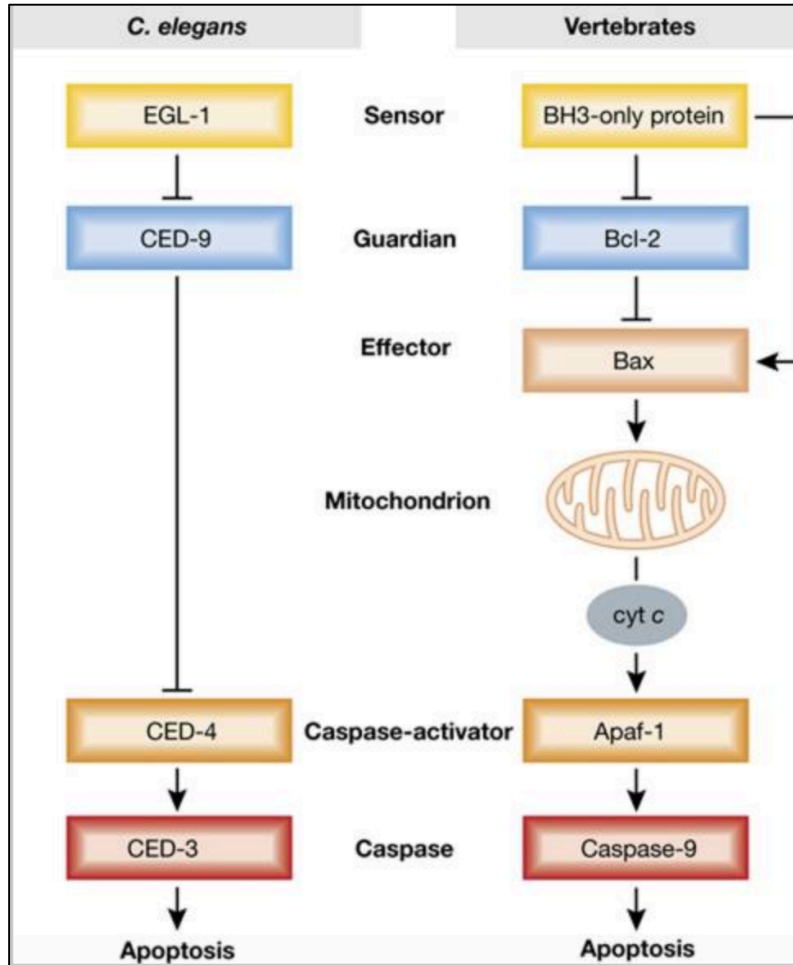 C. elegans Vertebrates
EGL-1 Sensor BH3-only protein
CED-9 Guardian Bcl-2
Effector
Bax
Mitochondrion
cyt c
CED-4 Caspase-activator Apaf-1
CED-3 Caspase Caspase-9
Apoptosis Apoptosis